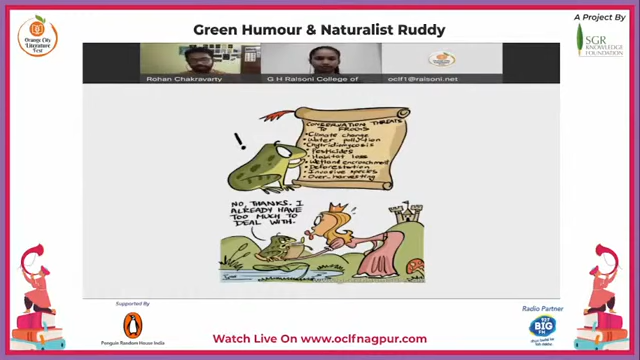 Green Humour & Naturalist Ruddy
A Project By
Orange City
Literature
Fest
SGR
KNOWLEDGE
FOUNDATION
Rohan Chakravarty
G H Raisoni College of
oclf1@raisoni.net
CONSERVATION THREATS
TO FROGS
• Climate change
• Water pollution
• Chytridiomycosis
• Pesticides
• Habitat loss
• Wetland encroachment
• Deforestation
• Invasive species
• Over-harvesting
!
NO, THANKS. I
ALREADY HAVE
TOO MUCH TO
DEAL WITH.
Supported By
Penguin Random House India
Watch Live On www.oclfnagpur.com
Radio Partner
BIG
FM